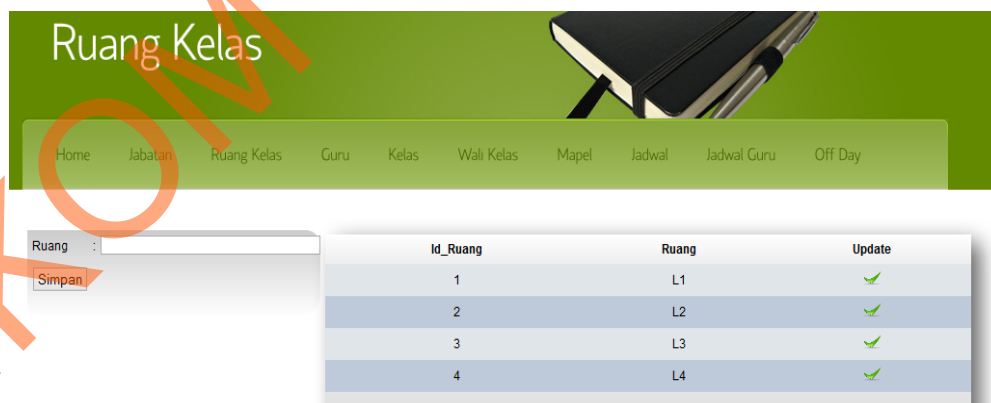 Ruang Kelas
Home Jabatan Ruang Kelas Guru Kelas Wali Kelas Mapel Jadwal Jadwal Guru Off Day
Ruang :
Simpan
Id_Ruang Ruang Update
1 L1
2 L2
3 L3
4 L4